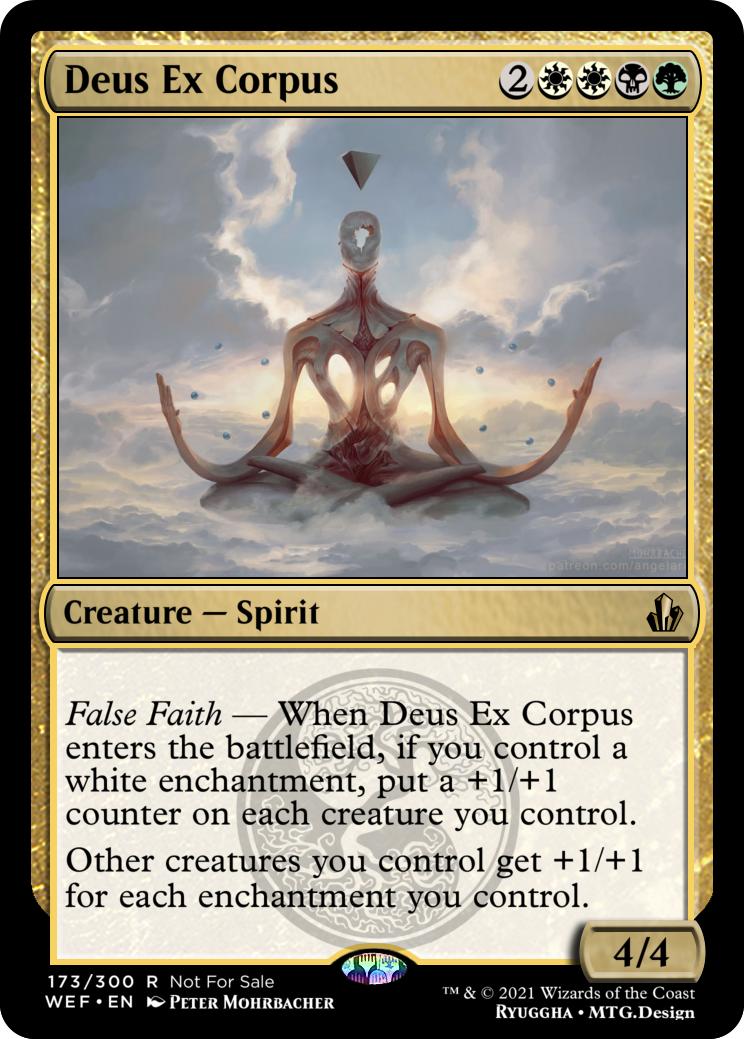 Deus Ex Corpus 2
patreon.com/angelari
Creature — Spirit
False Faith — When Deus Ex Corpus
enters the battlefield, if you control a
white enchantment, put a +1/+1
counter on each creature you control.
Other creatures you control get +1/+1
for each enchantment you control.
4/4
173/300 R Not For Sale
WEF • EN Peter Mohrbacher
™ & © 2021 Wizards of the Coast
Ryuggha • MTG.Design